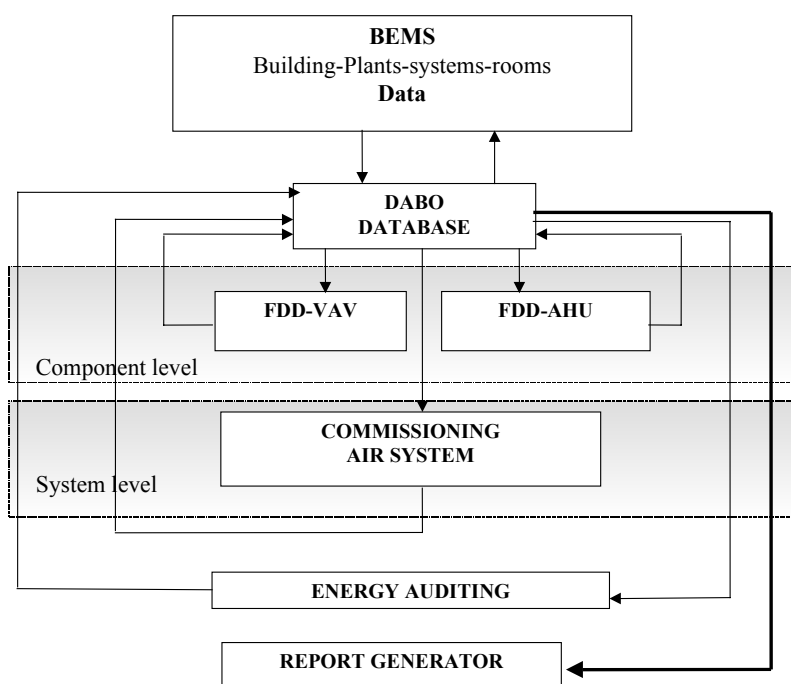 BEMS
Building-Plants-systems-rooms
Data
DABO
DATABASE
FDD-VAV
FDD-AHU
Component level
COMMISSIONING
AIR SYSTEM
System level
ENERGY AUDITING
REPORT GENERATOR